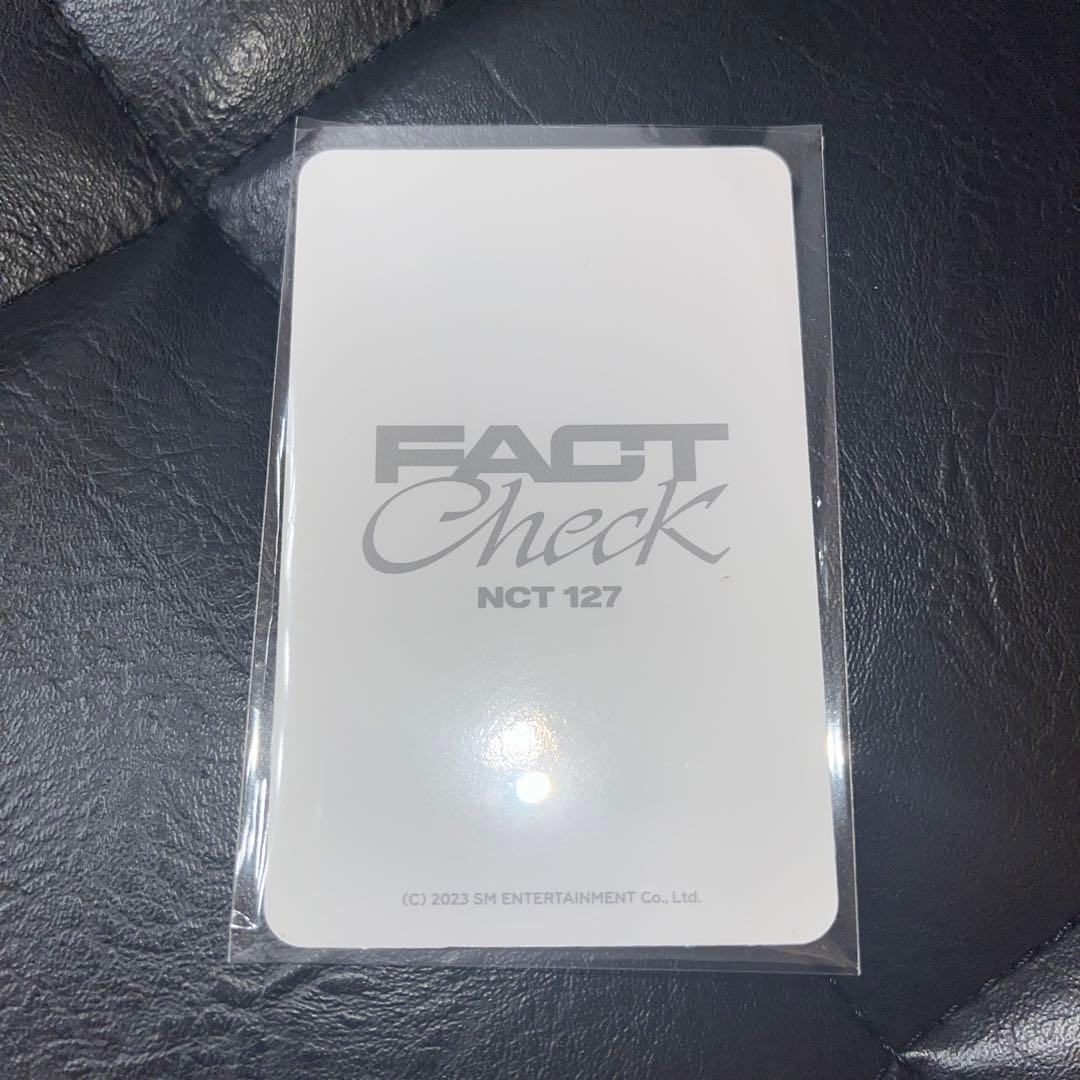 FACT
Check
NCT 127
(C) 2023 SM ENTERTAINMENT Co., Ltd.